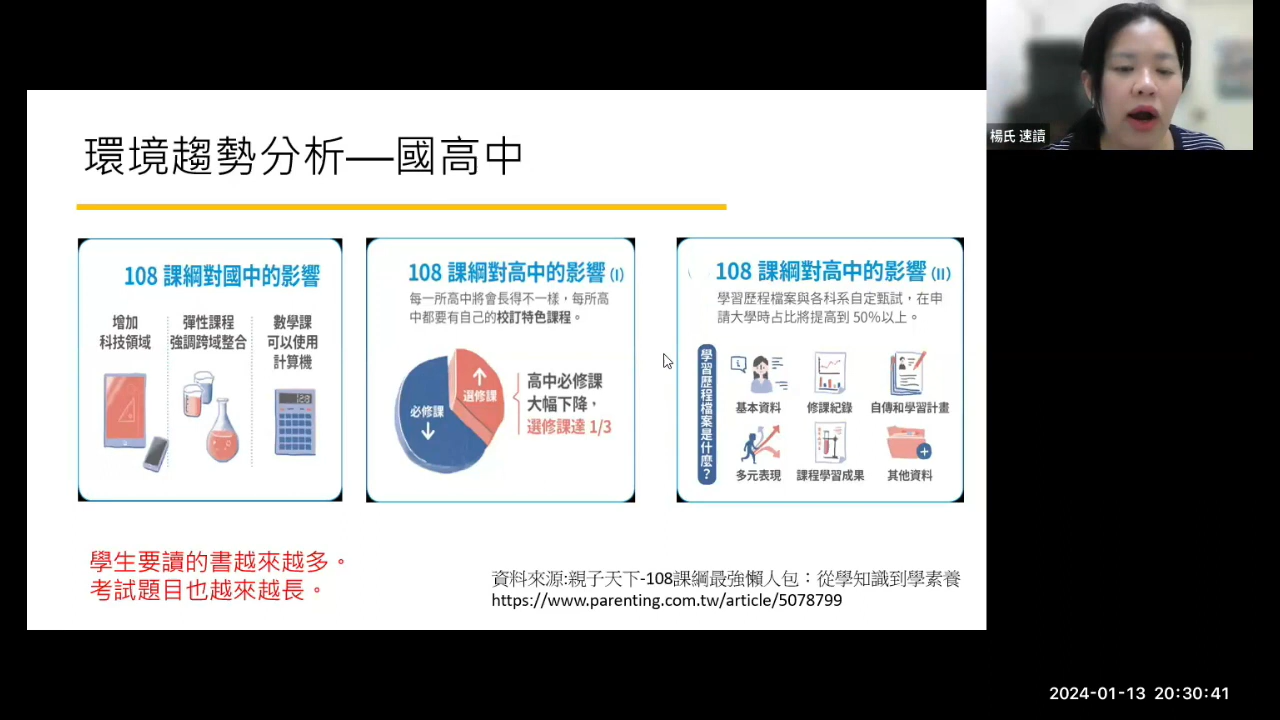 環境趨勢分析—國高中
楊氏 速讀
108 課綱對國中的影響
增加
科技領域
彈性課程
強調跨域整合
數學課
可以使用
計算機
108 課綱對高中的影響 (I)
每一所高中將會長得不一樣，每所高
中都要有自己的校訂特色課程。
必修課
選修課
高中必修課
大幅下降，
選修課達 1/3
108 課綱對高中的影響 (II)
學習歷程檔案與各科系自定甄試，在申
請大學時占比將提高到 50%以上。
學習歷程檔案是什麼？
基本資料
修課紀錄
自傳和學習計畫
多元表現
課程學習成果
其他資料
學生要讀的書越來越多。
考試題目也越來越長。
資料來源:親子天下-108課綱最強懶人包：從學知識到學素養
https://www.parenting.com.tw/article/5078799
2024-01-13 20:30:41